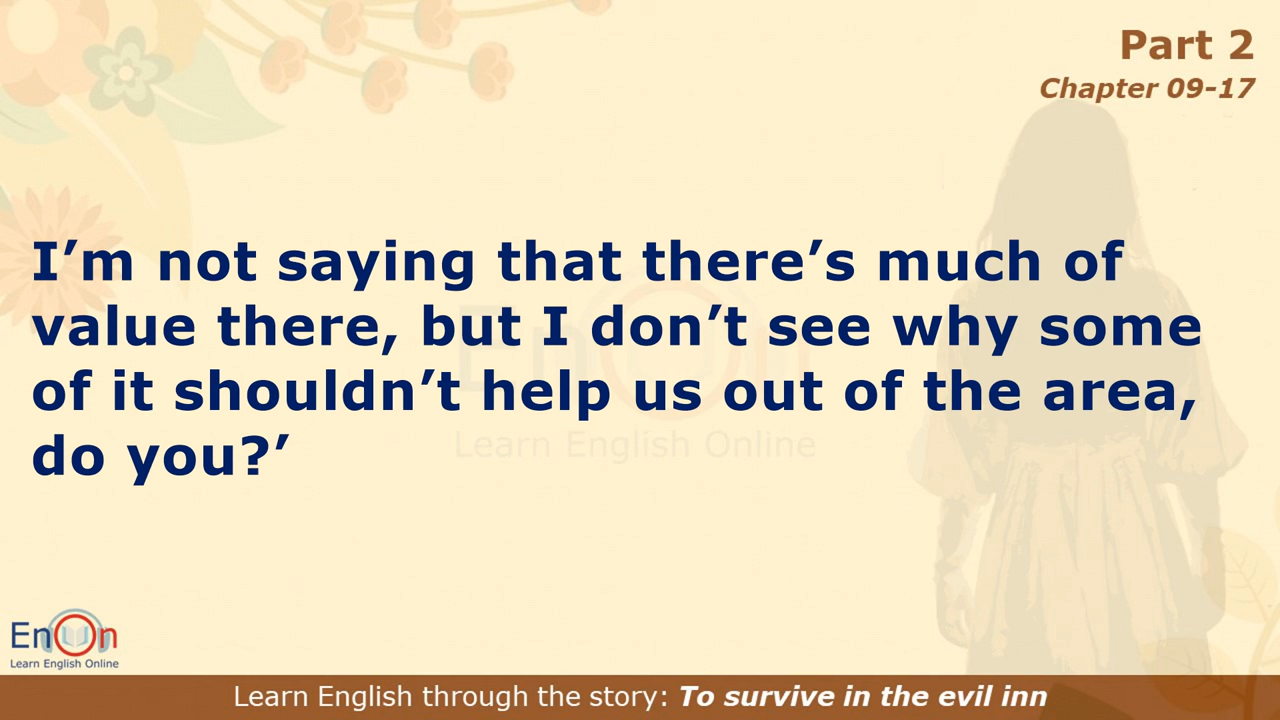 Part 2
Chapter 09-17
I’m not saying that there’s much of
value there, but I don’t see why some
of it shouldn’t help us out of the area,
do you?’
EnOn
Learn English Online
EnOn
Learn English Online
Learn English through the story: To survive in the evil inn